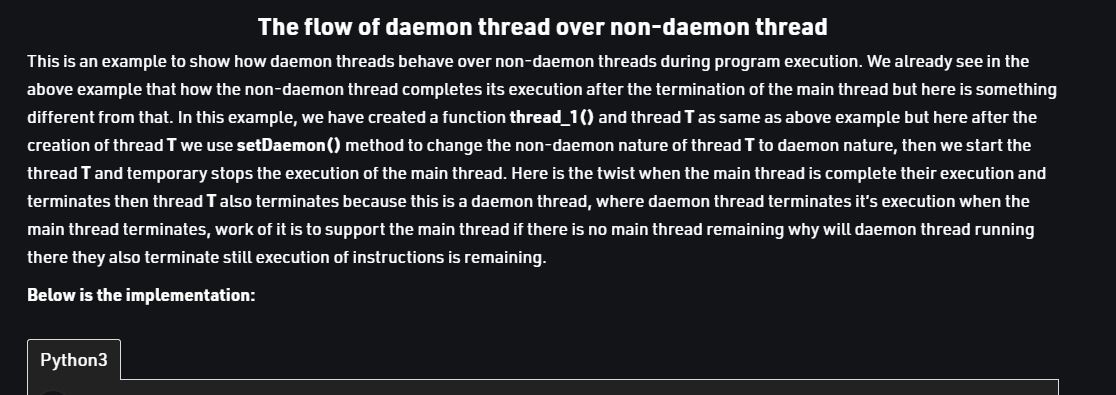 The flow of daemon thread over non-daemon thread
This is an example to show how daemon threads behave over non-daemon threads during program execution. We already see in the
above example that how the non-daemon thread completes its execution after the termination of the main thread but here is something
different from that. In this example, we have created a function thread_1() and thread T as same as above example but here after the
creation of thread T we use setDaemon() method to change the non-daemon nature of thread T to daemon nature, then we start the
thread T and temporary stops the execution of the main thread. Here is the twist when the main thread is complete their execution and
terminates then thread T also terminates because this is a daemon thread, where daemon thread terminates it's execution when the
main thread terminates, work of it is to support the main thread if there is no main thread remaining why will daemon thread running
there they also terminate still execution of instructions is remaining.
Below is the implementation:
Python3